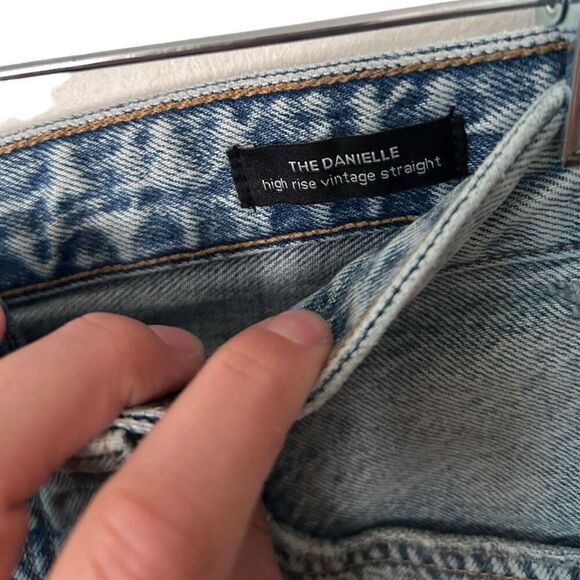 THE DANIELLE
high rise vintage straight